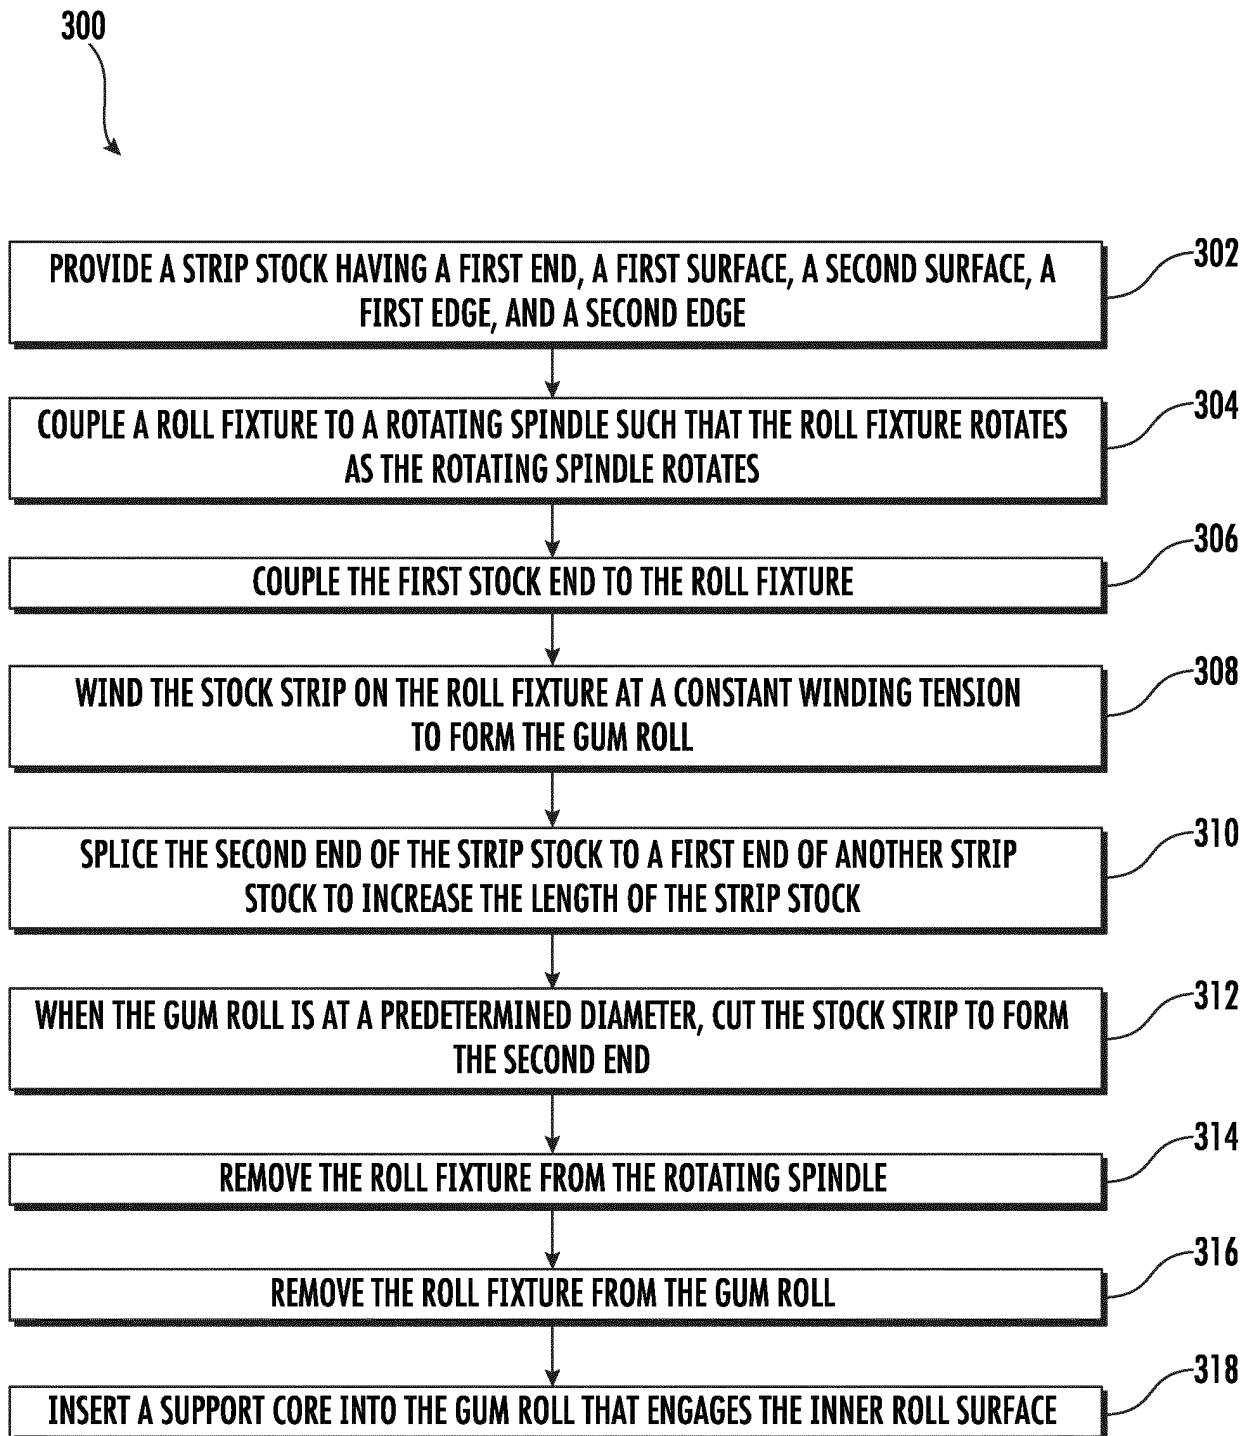 300
PROVIDE A STRIP STOCK HAVING A FIRST END, A FIRST SURFACE, A SECOND SURFACE, A
FIRST EDGE, AND A SECOND EDGE
302
COUPLE A ROLL FIXTURE TO A ROTATING SPINDLE SUCH THAT THE ROLL FIXTURE ROTATES
AS THE ROTATING SPINDLE ROTATES
304
COUPLE THE FIRST STOCK END TO THE ROLL FIXTURE
306
WIND THE STOCK STRIP ON THE ROLL FIXTURE AT A CONSTANT WINDING TENSION
TO FORM THE GUM ROLL
308
SPLICE THE SECOND END OF THE STRIP STOCK TO A FIRST END OF ANOTHER STRIP
STOCK TO INCREASE THE LENGTH OF THE STRIP STOCK
310
WHEN THE GUM ROLL IS AT A PREDETERMINED DIAMETER, CUT THE STOCK STRIP TO FORM
THE SECOND END
312
REMOVE THE ROLL FIXTURE FROM THE ROTATING SPINDLE
314
REMOVE THE ROLL FIXTURE FROM THE GUM ROLL
316
INSERT A SUPPORT CORE INTO THE GUM ROLL THAT ENGAGES THE INNER ROLL SURFACE
318